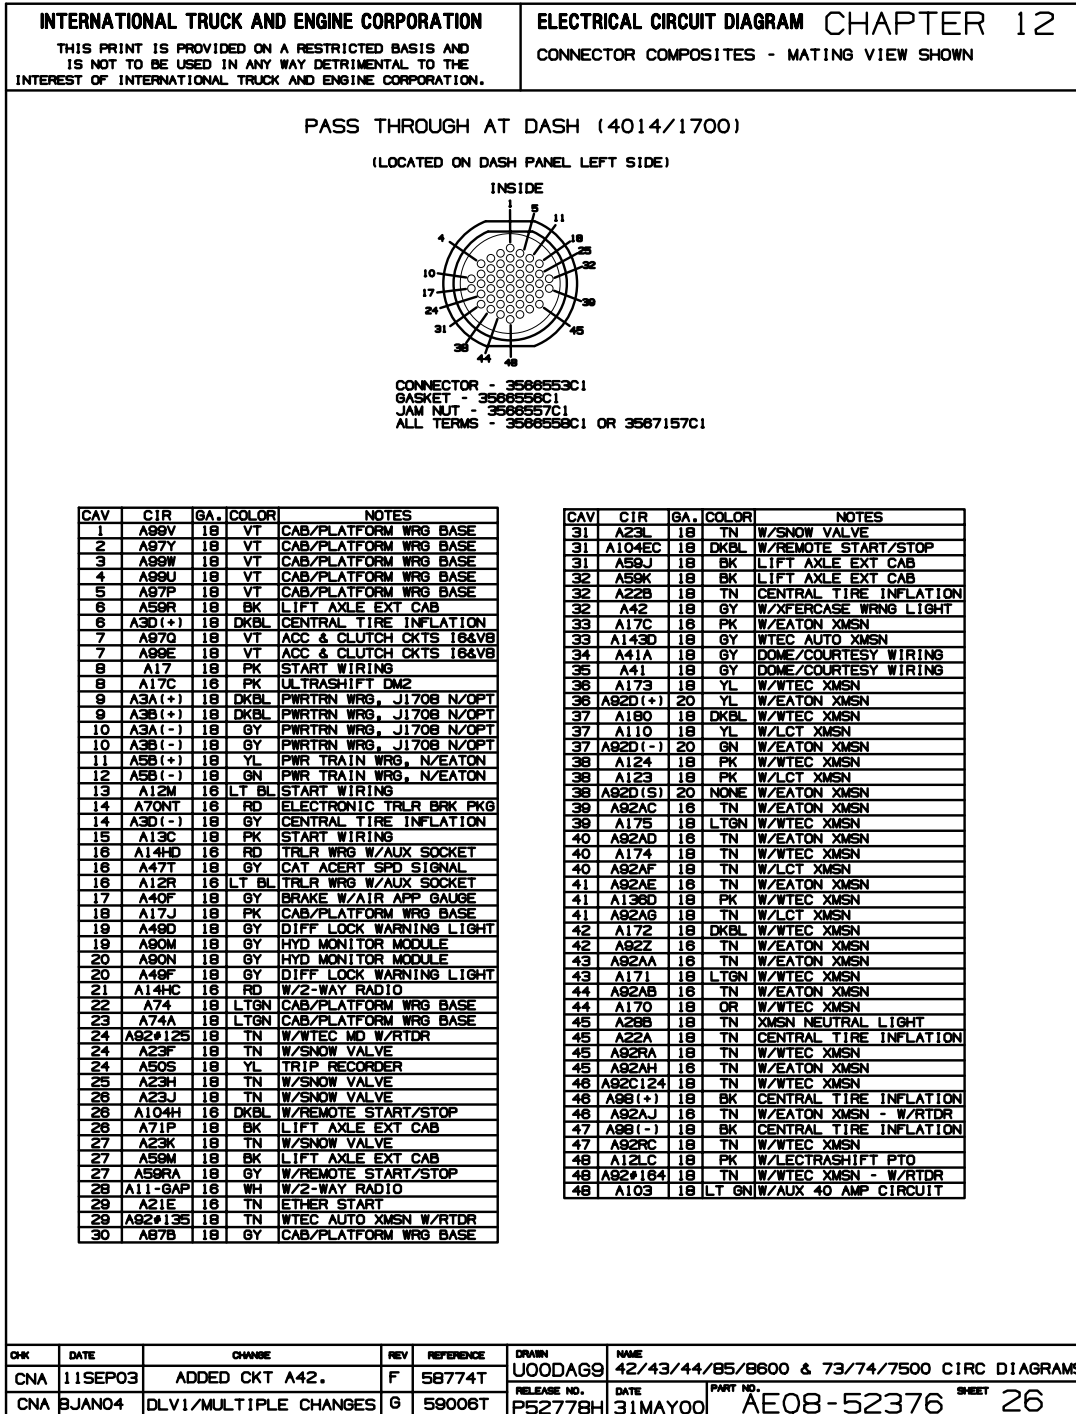 INTERNATIONAL TRUCK AND ENGINE CORPORATION
THIS PRINT IS PROVIDED ON A RESTRICTED BASIS AND
IS NOT TO BE USED IN ANY WAY DETRIMENTAL TO THE
INTEREST OF INTERNATIONAL TRUCK AND ENGINE CORPORATION.
ELECTRICAL CIRCUIT DIAGRAM CHAPTER 12
CONNECTOR COMPOSITES - MATING VIEW SHOWN
PASS THROUGH AT DASH (4014/1700)
(LOCATED ON DASH PANEL LEFT SIDE)
INSIDE
1
5
11
4
18
25
10
32
17
24
39
31
45
38
44
48
CONNECTOR - 3566553C1
GASKET - 3566556C1
JAM NUT - 3566557C1
ALL TERMS - 3566558C1 OR 3567157C1
CAV CIR GA. COLOR NOTES
1 A99V 18 VT CAB/PLATFORM WRG BASE
2 A97Y 18 VT CAB/PLATFORM WRG BASE
3 A99W 18 VT CAB/PLATFORM WRG BASE
4 A99U 18 VT CAB/PLATFORM WRG BASE
5 A97P 18 VT CAB/PLATFORM WRG BASE
6 A59R 18 BK LIFT AXLE EXT CAB
6 A3D(+) 18 DKBL CENTRAL TIRE INFLATION
7 A97Q 18 VT ACC & CLUTCH CKTS I6&V8
7 A99E 18 VT ACC & CLUTCH CKTS I6&V8
8 A17 18 PK START WIRING
8 A17C 16 PK ULTRASHIFT DM2
9 A3A(+) 18 DKBL PWRTRN WRG, J1708 N/OPT
9 A3B(+) 18 DKBL PWRTRN WRG, J1708 N/OPT
10 A3A(-) 18 GY PWRTRN WRG, J1708 N/OPT
10 A3B(-) 18 GY PWRTRN WRG, J1708 N/OPT
11 A5B(+) 18 YL PWR TRAIN WRG, N/EATON
12 A5B(-) 18 GN PWR TRAIN WRG, N/EATON
13 A12M 16 LT BL START WIRING
14 A70NT 16 RD ELECTRONIC TRLR BRK PKG
14 A3D(-) 18 GY CENTRAL TIRE INFLATION
15 A13C 18 PK START WIRING
16 A14HD 16 RD TRLR WRG W/AUX SOCKET
16 A47T 18 GY CAT ACERT SPD SIGNAL
16 A12R 16 LT BL TRLR WRG W/AUX SOCKET
17 A40F 18 GY BRAKE W/AIR APP GAUGE
18 A17J 18 PK CAB/PLATFORM WRG BASE
19 A49D 18 GY DIFF LOCK WARNING LIGHT
19 A90M 18 GY HYD MONITOR MODULE
20 A90N 18 GY HYD MONITOR MODULE
20 A49F 18 GY DIFF LOCK WARNING LIGHT
21 A14HC 16 RD W/2-WAY RADIO
22 A74 18 LTGN CAB/PLATFORM WRG BASE
23 A74A 18 LTGN CAB/PLATFORM WRG BASE
24 A92#125 18 TN W/WTEC MD W/RTDR
24 A23F 18 TN W/SNOW VALVE
24 A50S 18 YL TRIP RECORDER
25 A23H 18 TN W/SNOW VALVE
26 A23J 18 TN W/SNOW VALVE
26 A104H 16 DKBL W/REMOTE START/STOP
26 A71P 18 BK LIFT AXLE EXT CAB
27 A23K 18 TN W/SNOW VALVE
27 A59M 18 BK LIFT AXLE EXT CAB
27 A59RA 18 GY W/REMOTE START/STOP
28 A11-GAP 16 WH W/2-WAY RADIO
29 A21E 16 TN ETHER START
29 A92#135 18 TN WTEC AUTO XMSN W/RTDR
30 A87B 18 GY CAB/PLATFORM WRG BASE
CAV CIR GA. COLOR NOTES
31 A23L 18 TN W/SNOW VALVE
31 A104EC 18 DKBL W/REMOTE START/STOP
31 A59J 18 BK LIFT AXLE EXT CAB
32 A59K 18 BK LIFT AXLE EXT CAB
32 A22B 18 TN CENTRAL TIRE INFLATION
32 A42 18 GY W/XFERCASE WRNG LIGHT
33 A17C 16 PK W/EATON XMSN
33 A143D 18 GY WTEC AUTO XMSN
34 A41A 18 GY DOME/COURTESY WIRING
35 A41 18 GY DOME/COURTESY WIRING
36 A173 18 YL W/WTEC XMSN
36 A92D(+) 20 YL W/EATON XMSN
37 A180 18 DKBL W/WTEC XMSN
37 A110 18 YL W/LCT XMSN
37 A92D(-) 20 GN W/EATON XMSN
38 A124 18 PK W/WTEC XMSN
38 A123 18 PK W/LCT XMSN
38 A92D(S) 20 NONE W/EATON XMSN
39 A92AC 16 TN W/EATON XMSN
39 A175 18 LTGN W/WTEC XMSN
40 A92AD 16 TN W/EATON XMSN
40 A174 18 TN W/WTEC XMSN
40 A92AF 18 TN W/LCT XMSN
41 A92AE 16 TN W/EATON XMSN
41 A136D 18 PK W/WTEC XMSN
41 A92AG 18 TN W/LCT XMSN
42 A172 18 DKBL W/WTEC XMSN
42 A92Z 16 TN W/EATON XMSN
43 A92AA 16 TN W/EATON XMSN
43 A171 18 LTGN W/WTEC XMSN
44 A92AB 16 TN W/EATON XMSN
44 A170 18 OR W/WTEC XMSN
45 A28B 18 TN XMSN NEUTRAL LIGHT
45 A22A 18 TN CENTRAL TIRE INFLATION
45 A92RA 18 TN W/WTEC XMSN
45 A92AH 16 TN W/EATON XMSN
46 A92C124 18 TN W/WTEC XMSN
46 A98(+) 18 BK CENTRAL TIRE INFLATION
46 A92AJ 16 TN W/EATON XMSN - W/RTDR
47 A98(-) 18 BK CENTRAL TIRE INFLATION
47 A92RC 18 TN W/WTEC XMSN
48 A12LC 18 PK W/LECTRASHIFT PTO
48 A92#164 18 TN W/WTEC XMSN - W/RTDR
48 A103 18 LT GN W/AUX 40 AMP CIRCUIT
CHK DATE CHANGE REV REFERENCE
CNA 11SEP03 ADDED CKT A42. F 58774T
CNA 8JAN04 DLV1/MULTIPLE CHANGES G 59006T
DRAWN U00DAG9
NAME 42/43/44/85/8600 & 73/74/7500 CIRC DIAGRAMS
RELEASE NO. P52778H
DATE 31MAY00
PART NO. AE08-52376
SHEET 26